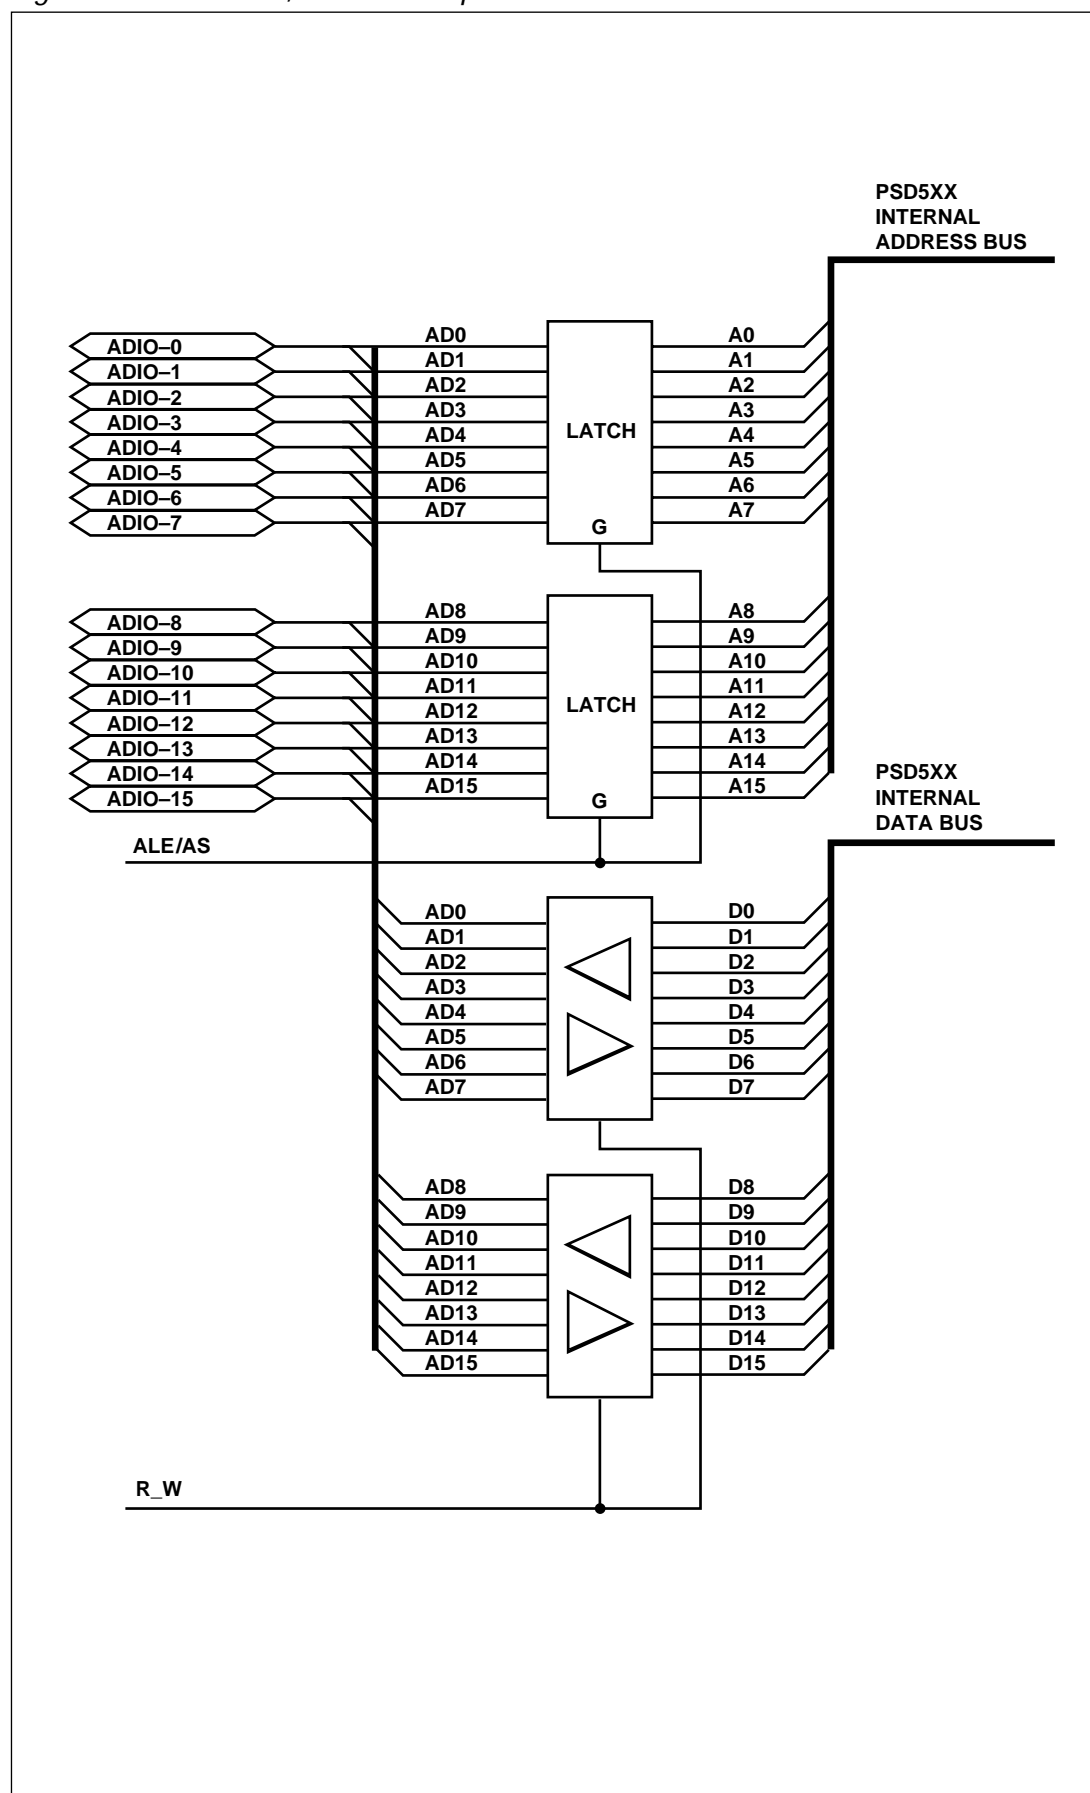 PSD5XX
INTERNAL
ADDRESS BUS
ADIO–0
ADIO–1
ADIO–2
ADIO–3
ADIO–4
ADIO–5
ADIO–6
ADIO–7
AD0
AD1
AD2
AD3
AD4
AD5
AD6
AD7
LATCH
G
A0
A1
A2
A3
A4
A5
A6
A7
ADIO–8
ADIO–9
ADIO–10
ADIO–11
ADIO–12
ADIO–13
ADIO–14
ADIO–15
AD8
AD9
AD10
AD11
AD12
AD13
AD14
AD15
LATCH
G
A8
A9
A10
A11
A12
A13
A14
A15
ALE/AS
PSD5XX
INTERNAL
DATA BUS
AD0
AD1
AD2
AD3
AD4
AD5
AD6
AD7
D0
D1
D2
D3
D4
D5
D6
D7
AD8
AD9
AD10
AD11
AD12
AD13
AD14
AD15
D8
D9
D10
D11
D12
D13
D14
D15
R_W